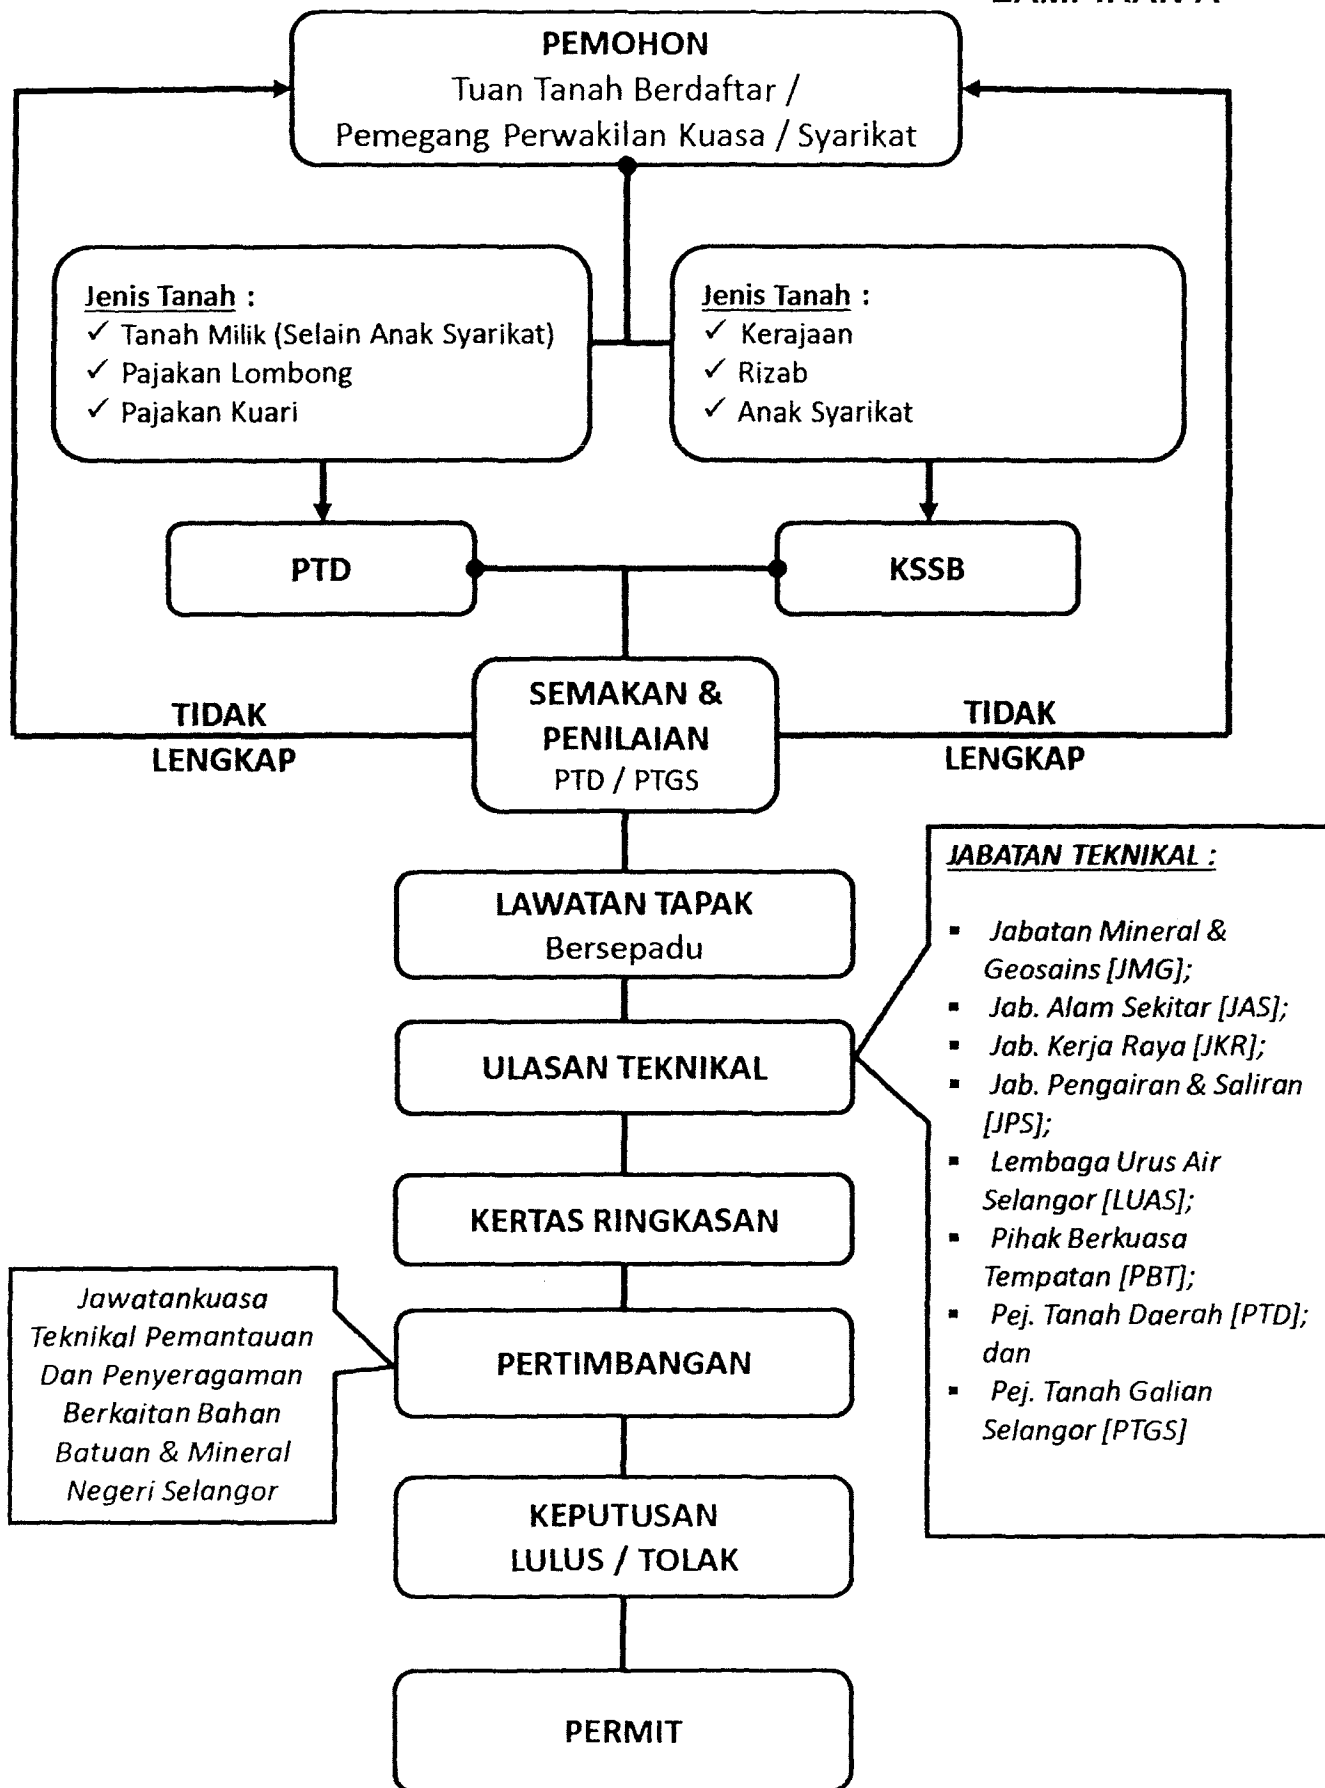 PEMOHON
Tuan Tanah Berdaftar /
Pemegang Perwakilan Kuasa / Syarikat
Jenis Tanah :
✓ Tanah Milik (Selain Anak Syarikat)
✓ Pajakan Lombong
✓ Pajakan Kuari
Jenis Tanah :
✓ Kerajaan
✓ Rizab
✓ Anak Syarikat
PTD
KSSB
SEMAKAN &
PENILAIAN
PTD / PTGS
TIDAK
LENGKAP
TIDAK
LENGKAP
LAWATAN TAPAK
Bersepadu
ULASAN TEKNIKAL
JABATAN TEKNIKAL :
▪ Jabatan Mineral &
Geosains [JMG];
▪ Jab. Alam Sekitar [JAS];
▪ Jab. Kerja Raya [JKR];
▪ Jab. Pengairan & Saliran
[JPS];
▪ Lembaga Urus Air
Selangor [LUAS];
▪ Pihak Berkuasa
Tempatan [PBT];
▪ Pej. Tanah Daerah [PTD];
dan
▪ Pej. Tanah Galian
Selangor [PTGS]
KERTAS RINGKASAN
Jawatankuasa
Teknikal Pemantauan
Dan Penyeragaman
Berkaitan Bahan
Batuan & Mineral
Negeri Selangor
PERTIMBANGAN
KEPUTUSAN
LULUS / TOLAK
PERMIT